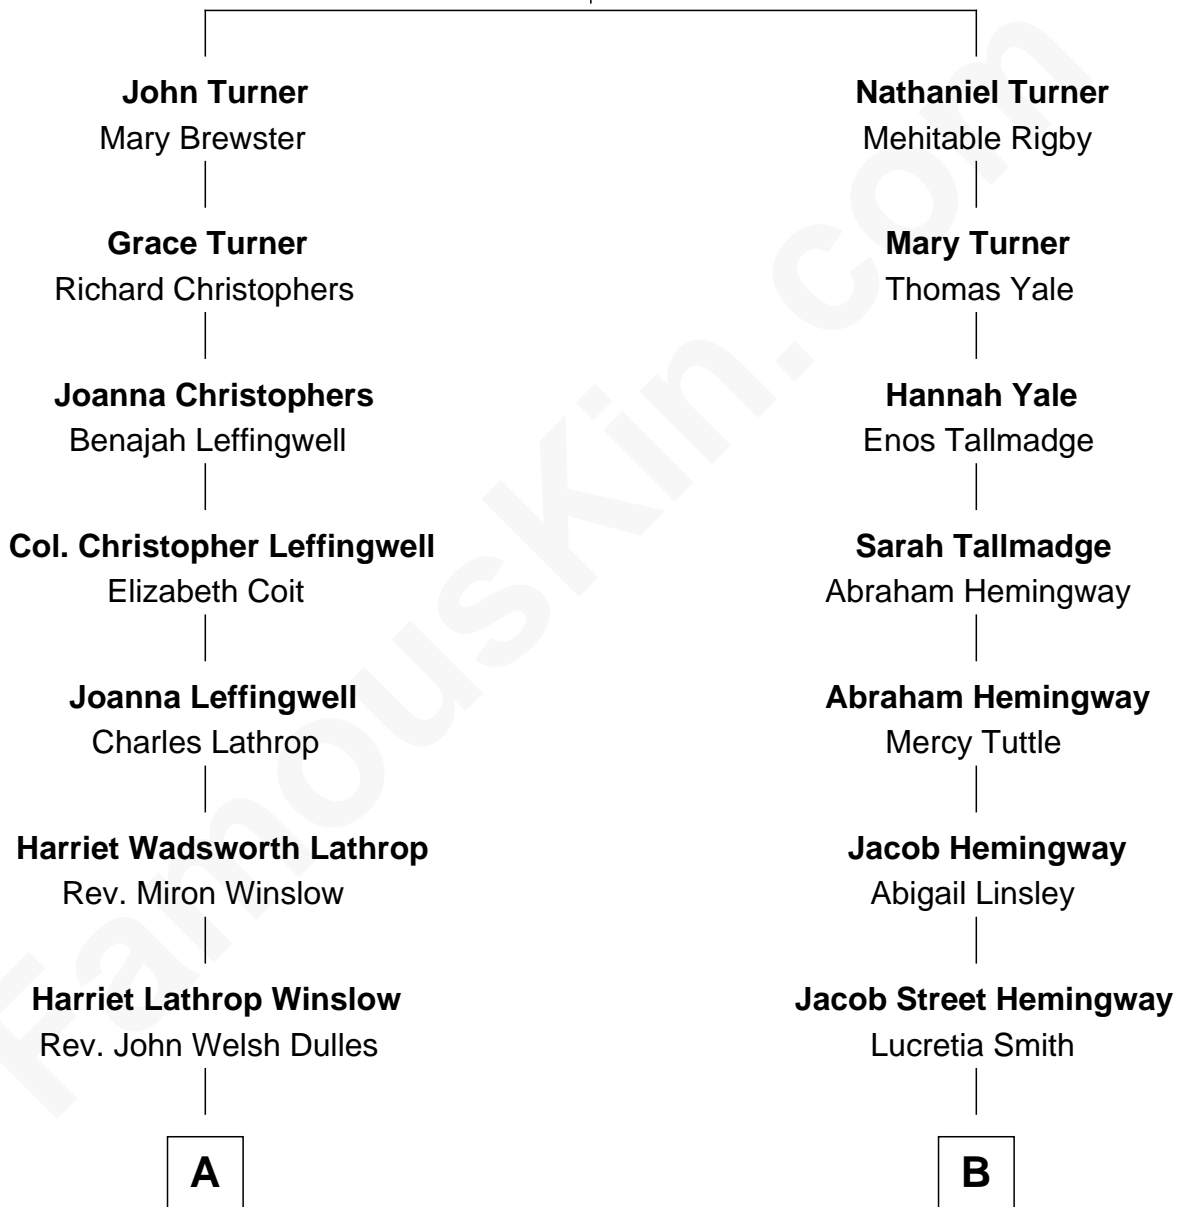 John Turner
Mary Brewster
Grace Turner
Richard Christophers
Joanna Christophers
Benajah Leffingwell
Col. Christopher Leffingwell
Elizabeth Coit
Joanna Leffingwell
Charles Lathrop
Harriet Wadsworth Lathrop
Rev. Miron Winslow
Harriet Lathrop Winslow
Rev. John Welsh Dulles
A
Nathaniel Turner
Mehitable Rigby
Mary Turner
Thomas Yale
Hannah Yale
Enos Tallmadge
Sarah Tallmadge
Abraham Hemingway
Abraham Hemingway
Mercy Tuttle
Jacob Hemingway
Abigail Linsley
Jacob Street Hemingway
Lucretia Smith
B
FamousKin.com